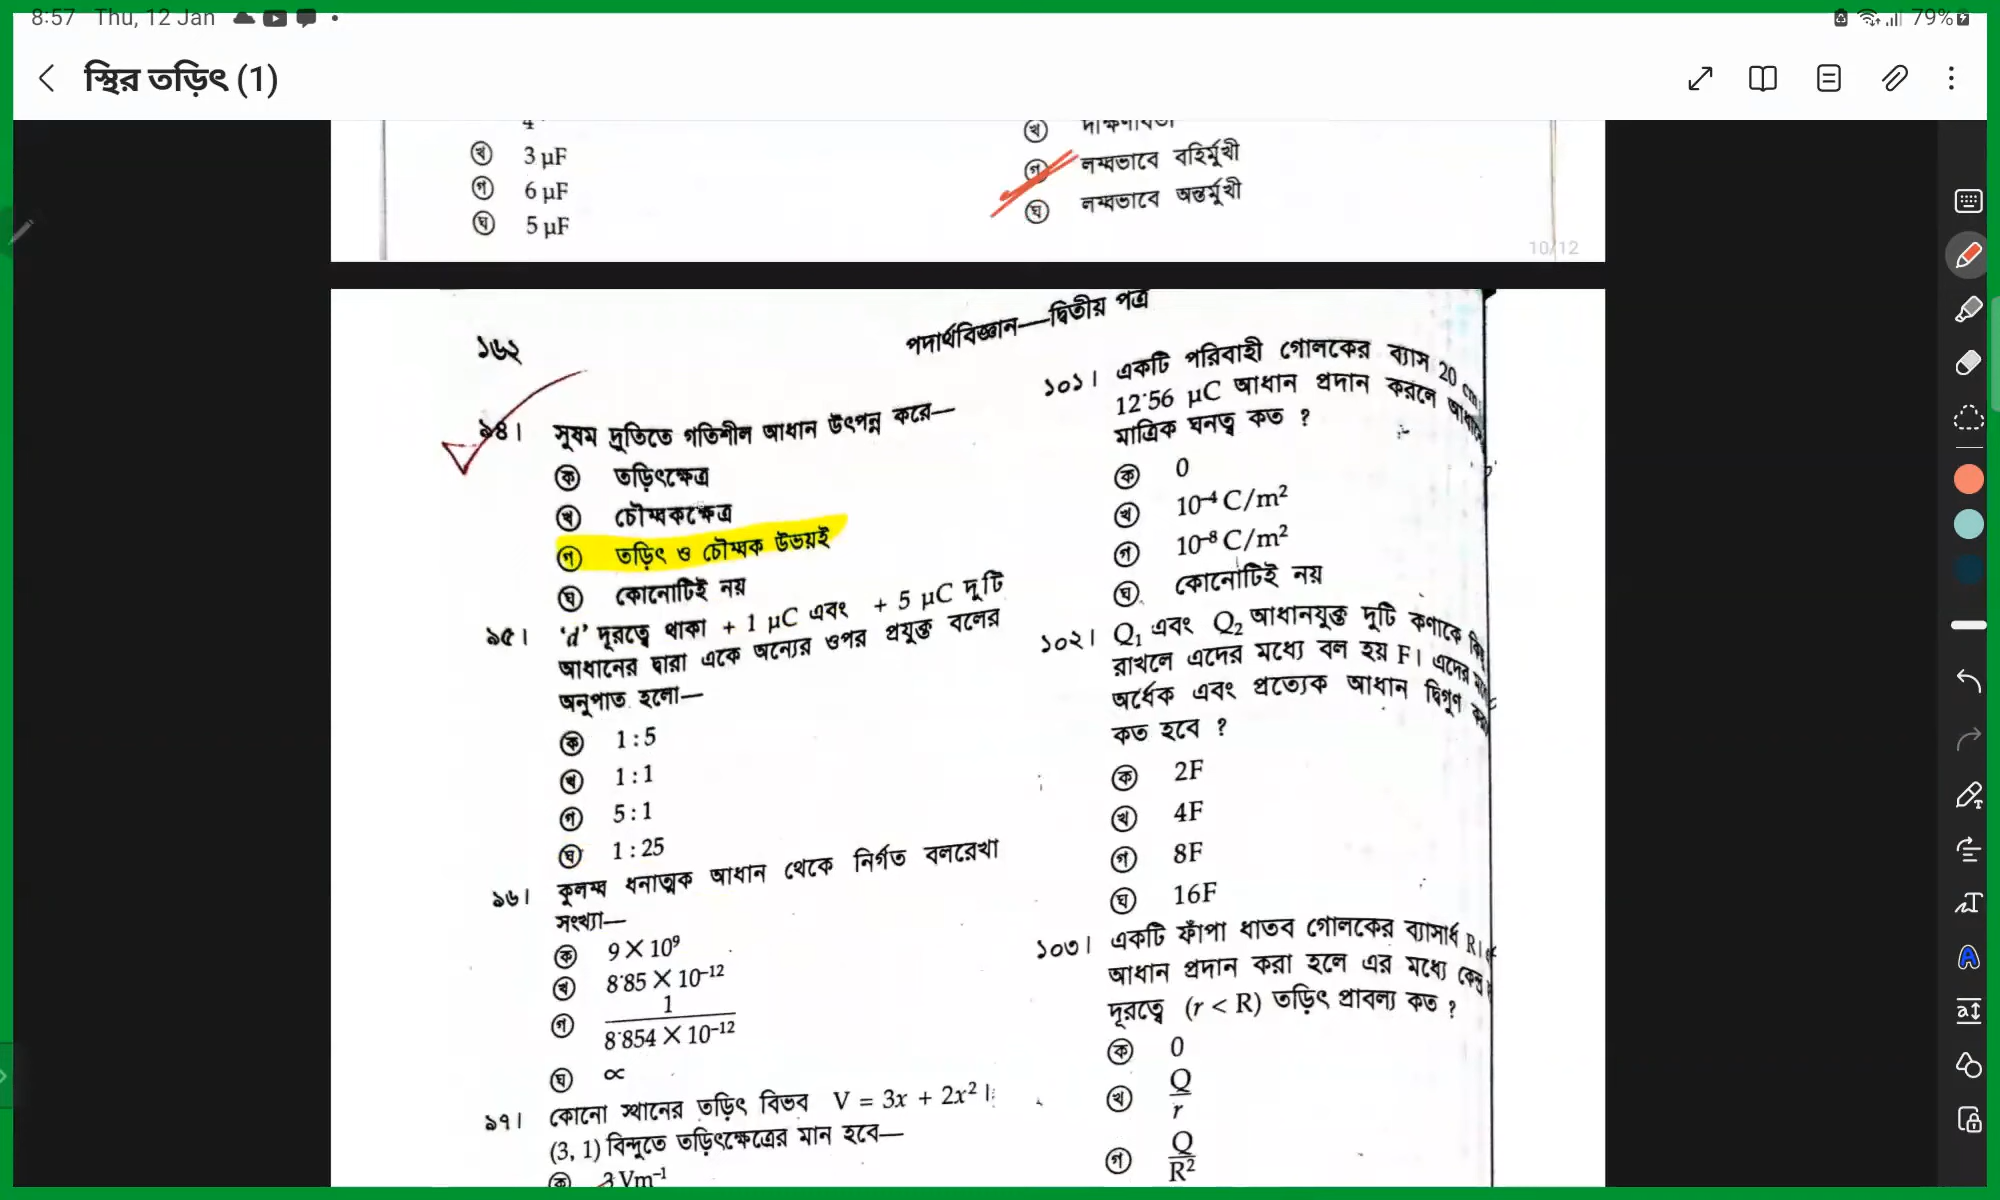 8:57 Thu, 12 Jan
79%
স্থির তড়িৎ (1)
খ 3 μF
গ 6 μF
ঘ 5 μF
খ
গ লম্বভাবে বহির্মুখী
ঘ লম্বভাবে অন্তর্মুখী
10/12
১৬২
পদার্থবিজ্ঞান—দ্বিতীয় পত্র
৯৪। সুষম দ্রুতিতে গতিশীল আধান উৎপন্ন করে—
ক তড়িৎক্ষেত্র
খ চৌম্বকক্ষেত্র
গ তড়িৎ ও চৌম্বক উভয়ই
ঘ কোনোটিই নয়
৯৫। ‘d’ দূরত্বে থাকা + 1 μC এবং + 5 μC দুটি
আধানের দ্বারা একে অন্যের ওপর প্রযুক্ত বলের
অনুপাত হলো—
ক 1 : 5
খ 1 : 1
গ 5 : 1
ঘ 1 : 25
৯৬। কুলম্ব ধনাত্মক আধান থেকে নির্গত বলরেখা
সংখ্যা—
ক 9 × 10⁹
খ 8·85 × 10⁻¹²
গ 1
8·854 × 10⁻¹²
ঘ ∝
৯৭। কোনো স্থানের তড়িৎ বিভব V = 3x + 2x² ।
(3, 1) বিন্দুতে তড়িৎক্ষেত্রের মান হবে—
ক 3 Vm⁻¹
১০১। একটি পরিবাহী গোলকের ব্যাস 20 cm
12·56 μC আধান প্রদান করলে
মাত্রিক ঘনত্ব কত ?
ক 0
খ 10⁻⁴ C/m²
গ 10⁻⁸ C/m²
ঘ কোনোটিই নয়
১০২। Q₁ এবং Q₂ আধানযুক্ত দুটি কণাকে
রাখলে এদের মধ্যে বল হয় F। এদের
অর্ধেক এবং প্রত্যেক আধান দ্বিগুণ
কত হবে ?
ক 2F
খ 4F
গ 8F
ঘ 16F
১০৩। একটি ফাঁপা ধাতব গোলকের ব্যাসার্ধ R।
আধান প্রদান করা হলে এর মধ্যে কেন্দ্র
দূরত্বে (r < R) তড়িৎ প্রাবল্য কত ?
ক 0
খ Q
r
গ Q
R²